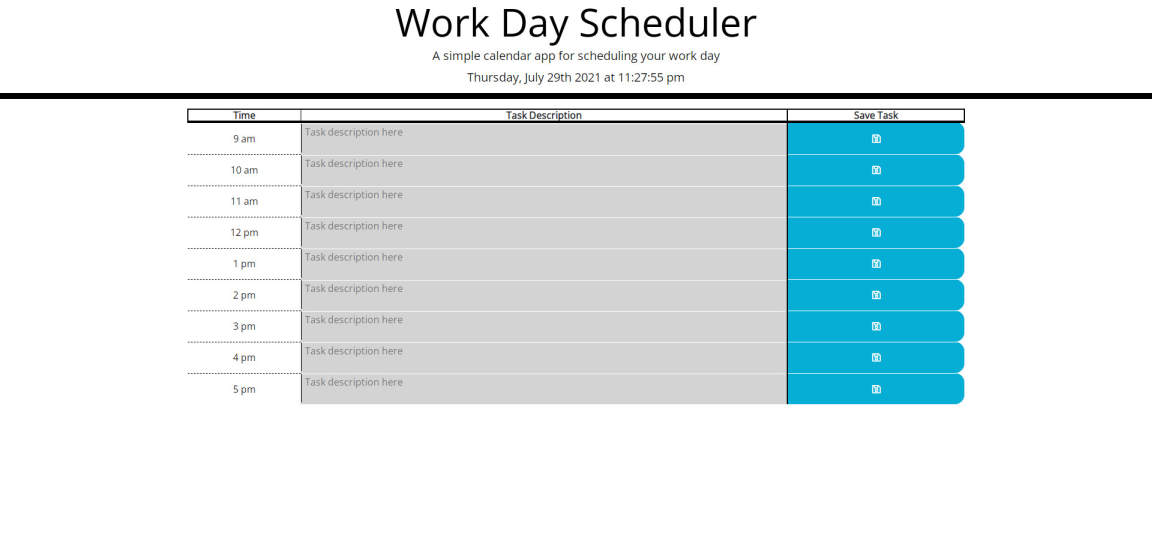 Work Day Scheduler
A simple calendar app for scheduling your work day
Thursday, July 29th 2021 at 11:27:55 pm
Time Task Description Save Task
9 am Task description here
10 am Task description here
11 am Task description here
12 pm Task description here
1 pm Task description here
2 pm Task description here
3 pm Task description here
4 pm Task description here
5 pm Task description here